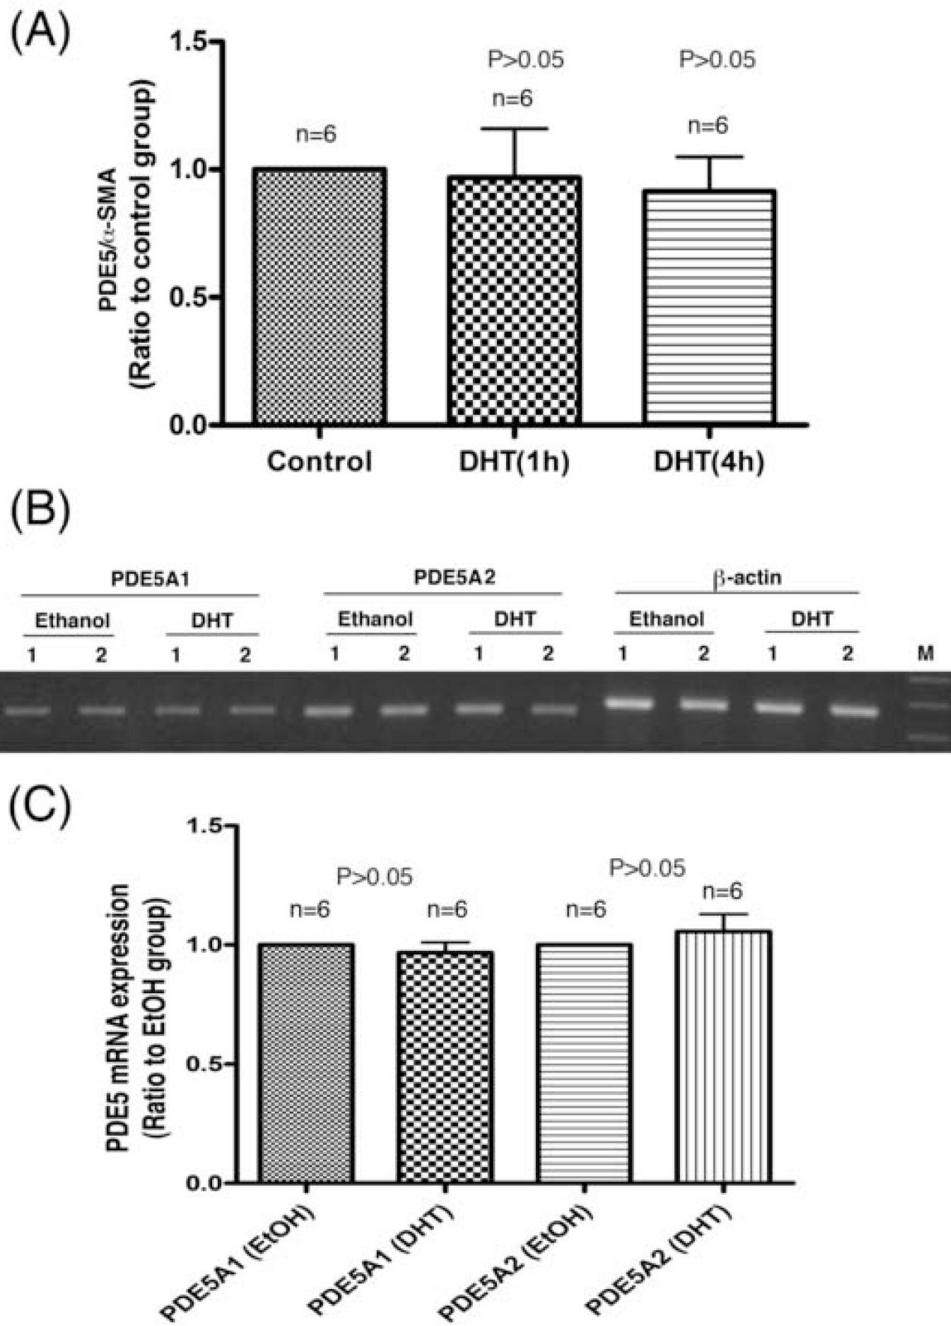 (A)
1.5
P>0.05 P>0.05
n=6
n=6
n=6
1.0
0.5
0.0
PDE5/α-SMA
(Ratio to control group)
Control DHT(1h) DHT(4h)
(B)
PDE5A1 PDE5A2 β-actin
Ethanol DHT Ethanol DHT Ethanol DHT
1 2 1 2 1 2 1 2 1 2 1 2 M
(C)
1.5
P>0.05 P>0.05
n=6 n=6 n=6 n=6
1.0
0.5
0.0
PDE5 mRNA expression
(Ratio to EtOH group)
PDE5A1 (EtOH)
PDE5A1 (DHT)
PDE5A2 (EtOH)
PDE5A2 (DHT)